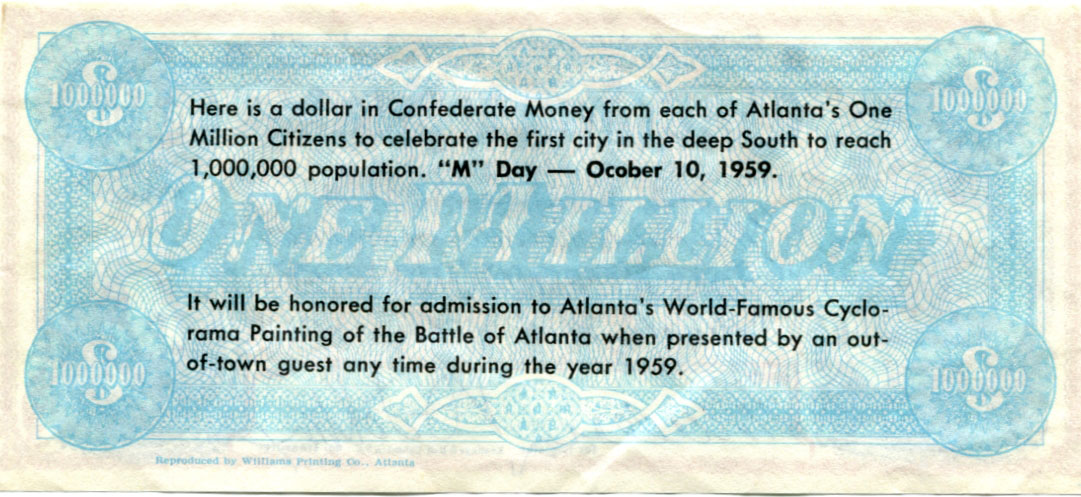 $
1000000
$
1000000
Here is a dollar in Confederate Money from each of Atlanta's One
Million Citizens to celebrate the first city in the deep South to reach
1,000,000 population. "M" Day — Ocober 10, 1959.
ONE MILLION
It will be honored for admission to Atlanta's World-Famous Cyclo-
rama Painting of the Battle of Atlanta when presented by an out-
of-town guest any time during the year 1959.
$
1000000
$
1000000
Reproduced by Williams Printing Co., Atlanta